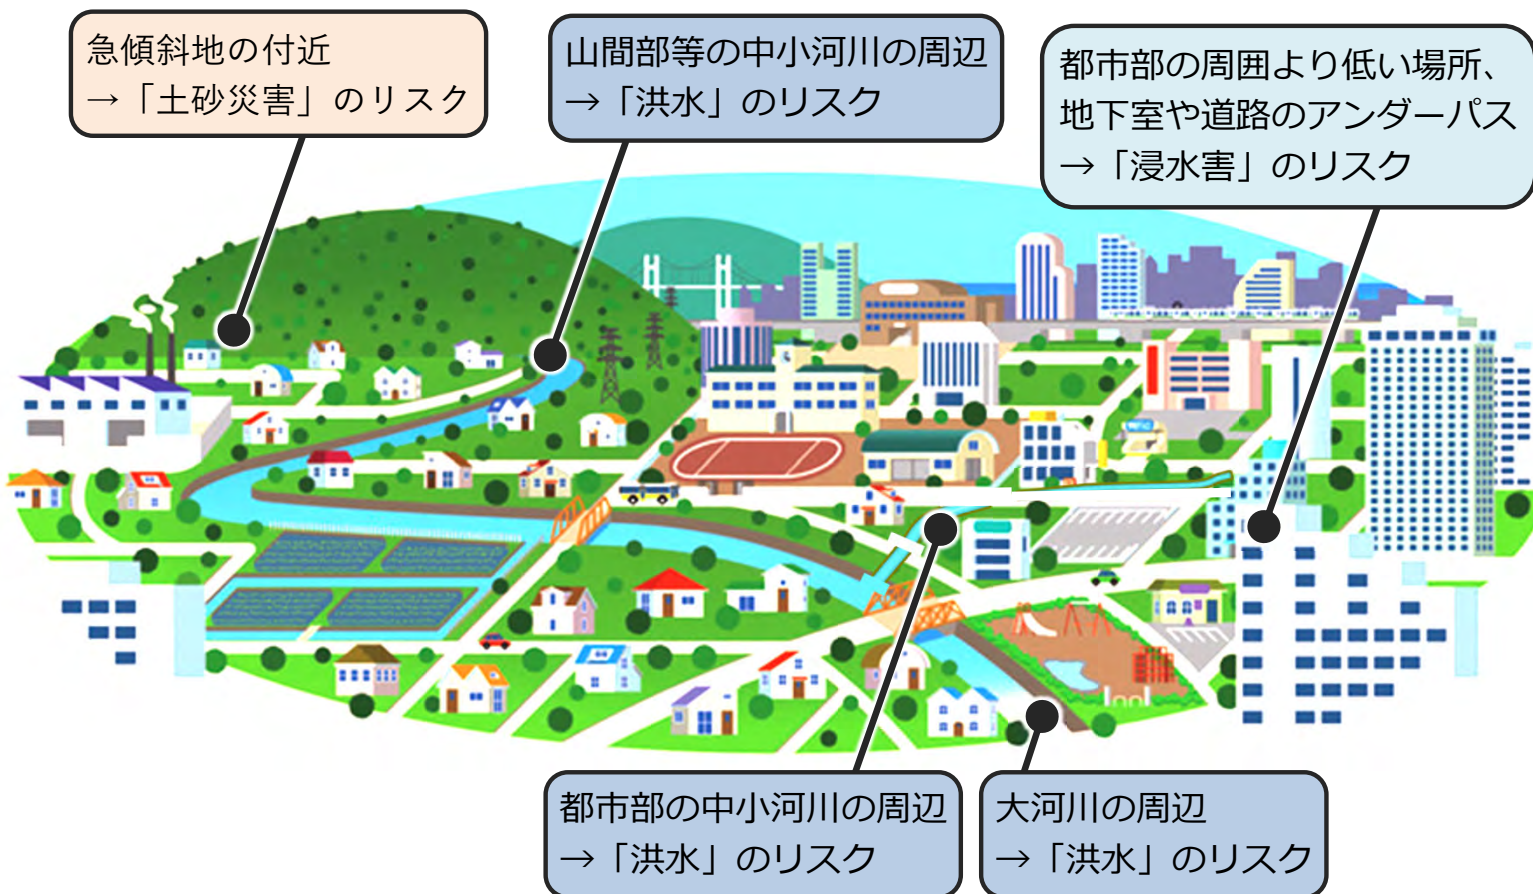 急傾斜地の付近
→「土砂災害」のリスク
山間部等の中小河川の周辺
→「洪水」のリスク
都市部の周囲より低い場所、
地下室や道路のアンダーパス
→「浸水害」のリスク
都市部の中小河川の周辺
→「洪水」のリスク
大河川の周辺
→「洪水」のリスク